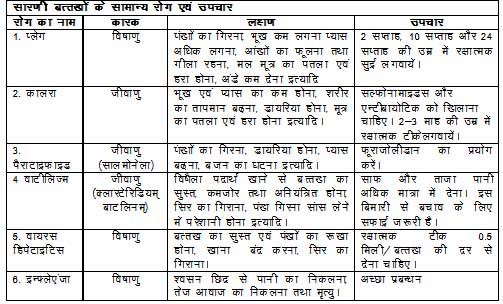 सारणी बत्तखों के सामान्य रोग एवं उपचार
रोग का नाम कारक लक्षण उपचार
1. प्लेग विषाणु पंखों का गिरना, भूख कम लगना प्यास 2 सप्ताह, 10 सप्ताह और 24
अधिक लगना, आंखों का फूलना तथा सप्ताह की उम्र में रक्षात्मक
गीला रहना, मल मूत्र का पतला एवं सुई लगवायें।
हरा होना, अंडे कम देना इत्यादि
2. कालरा जीवाणु भूख एवं प्यास का कम होना, शरीर सल्फोनामाइडस और
का तापमान बढ़ना, डायरिया होना, मूत्र एन्टीबायोटिक को खिलाना
का पतला एवं हरा होना इत्यादि। चाहिए। 2–3 माह की उम्र में
रक्षात्मक टीकेलगवायें।
3. जीवाणु पंखों का गिरना, डायरिया होना, प्यास फूराजोलीडान का प्रयोग
पैराटाइफाइड (सालमोनेला) बढ़ना, बजन का घटना इत्यादि। करें।
4 वाटीलिज्म जीवाणु विषैला पदार्थ खाने से बत्तखा का साफ और ताजा पानी
(क्लास्टेरिडियम् सुस्त, कमजोर तथा अनियंत्रित होना, अधिक मात्रा में देना। इस
बाटलिनम्) सिर का गिराना, पंख गिरना सांस लेने बिमारी से बचाव के लिए
में परेशानी होना इत्यादि। सफाई जरूरी है।
5. वायरस विषाणु बत्तख का सुस्त एवं पंखों का रूखा रक्षात्मक टीक 0.5
हिपेटाइटिस होना, खाना बंद करना, सिर का मिली/बत्तखा की दर से
गिराना। देना चाहिए।
6. इन्फ्लेएंजा विषाणु श्वसन छिद्र से पानी का निकलना, अच्छा प्रबन्धन
तेज आवाज का निकलना तथा मृत्यु।